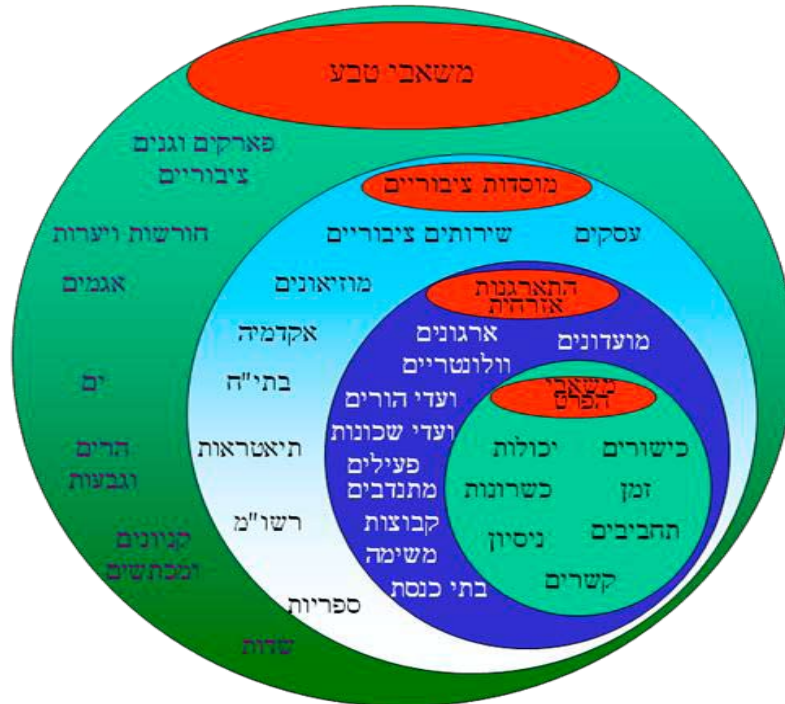 משאבי טבע
פארקים וגנים
ציבוריים
חורשות ויערות
אגמים
ים
הרים
וגבעות
קניונים
ומכתשים
שדות
מוסדות ציבוריים
עסקים
שירותים ציבוריים
מוזיאונים
אקדמיה
בתי"ח
תיאטראות
רשו"מ
ספריות
התארגנות
אזרחית
מועדונים
ארגונים
וולונטריים
ועדי הורים
ועדי שכונות
פעילים
מתנדבים
קבוצות
משימה
בתי כנסת
משאבי
הפרט
כישורים
יכולות
זמן
כשרונות
תחביבים
ניסיון
קשרים